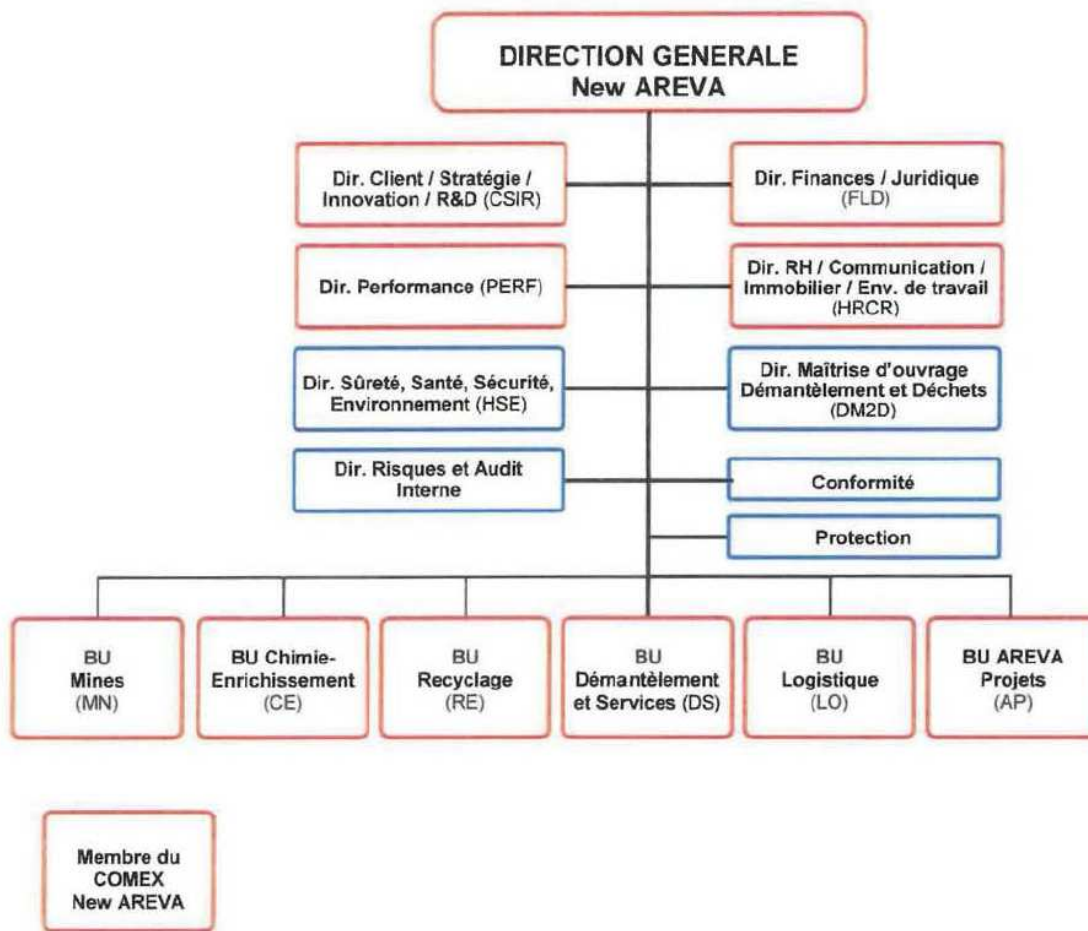 DIRECTION GENERALE
New AREVA
Dir. Client / Stratégie /
Innovation / R&D (CSIR)
Dir. Finances / Juridique
(FLD)
Dir. Performance (PERF)
Dir. RH / Communication /
Immobilier / Env. de travail
(HRCR)
Dir. Sûreté, Santé, Sécurité,
Environnement (HSE)
Dir. Maîtrise d'ouvrage
Démantèlement et Déchets
(DM2D)
Dir. Risques et Audit
Interne
Conformité
Protection
BU
Mines
(MN)
BU Chimie-
Enrichissement
(CE)
BU
Recyclage
(RE)
BU
Démantèlement
et Services (DS)
BU
Logistique
(LO)
BU AREVA
Projets
(AP)
Membre du
COMEX
New AREVA